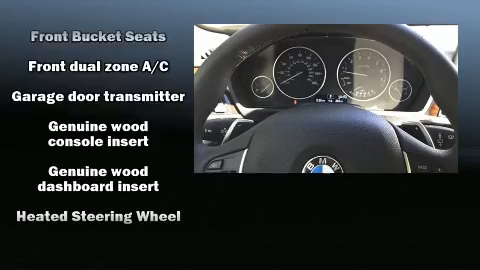 Front Bucket Seats
Front dual zone A/C
Garage door transmitter
Genuine wood
console insert
Genuine wood
dashboard insert
Heated Steering Wheel
BMW